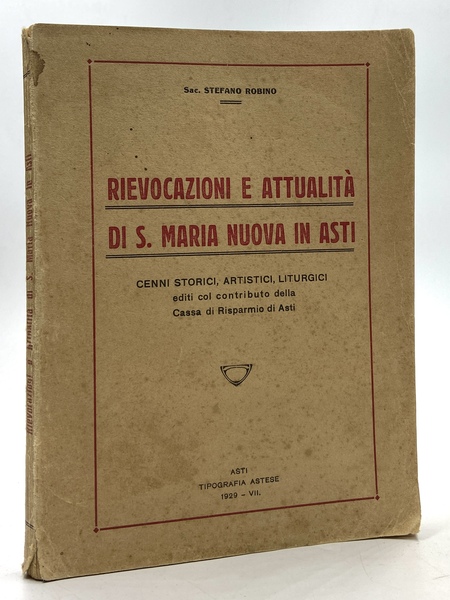 Sac. STEFANO ROBINO
RIEVOCAZIONI E ATTUALITÀ
DI S. MARIA NUOVA IN ASTI
CENNI STORICI, ARTISTICI, LITURGICI
editi col contributo della
Cassa di Risparmio di Asti
ASTI
TIPOGRAFIA ASTESE
1929 - VII.